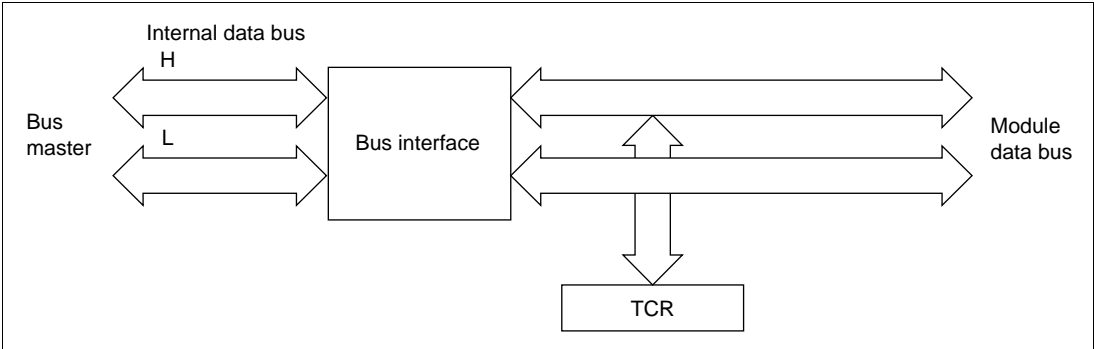 Internal data bus
H
Bus
master
L
Bus interface
Module
data bus
TCR